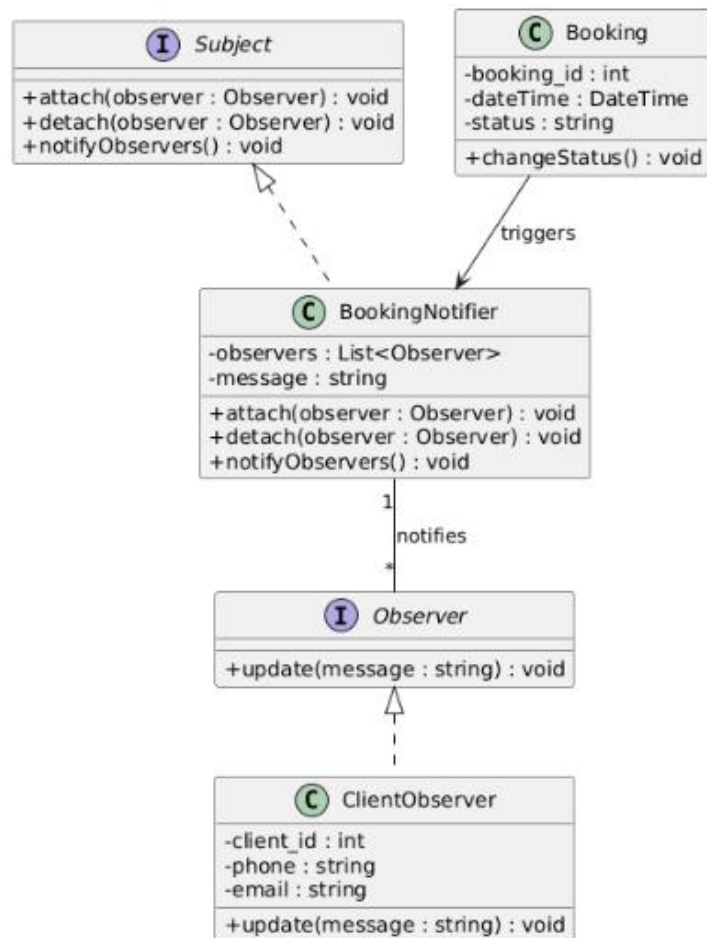 I Subject
+attach(observer : Observer) : void
+detach(observer : Observer) : void
+notifyObservers() : void
C Booking
-booking_id : int
-dateTime : DateTime
-status : string
+changeStatus() : void
triggers
C BookingNotifier
-observers : List<Observer>
-message : string
+attach(observer : Observer) : void
+detach(observer : Observer) : void
+notifyObservers() : void
1
notifies
*
I Observer
+update(message : string) : void
C ClientObserver
-client_id : int
-phone : string
-email : string
+update(message : string) : void